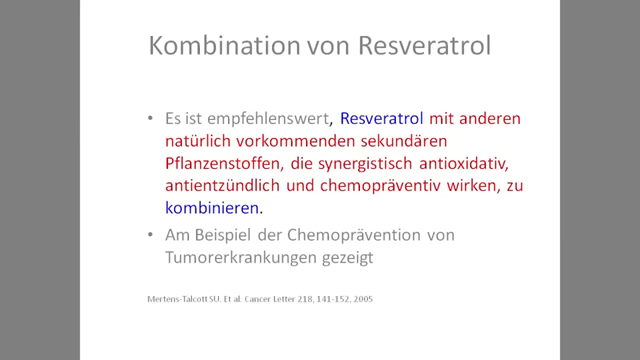 Kombination von Resveratrol
• Es ist empfehlenswert, Resveratrol mit anderen
natürlich vorkommenden sekundären
Pflanzenstoffen, die synergistisch antioxidativ,
antientzündlich und chemopräventiv wirken, zu
kombinieren.
• Am Beispiel der Chemoprävention von
Tumorerkrankungen gezeigt
Mertens-Talcott SU. Et al. Cancer Letter 218, 141-152, 2005